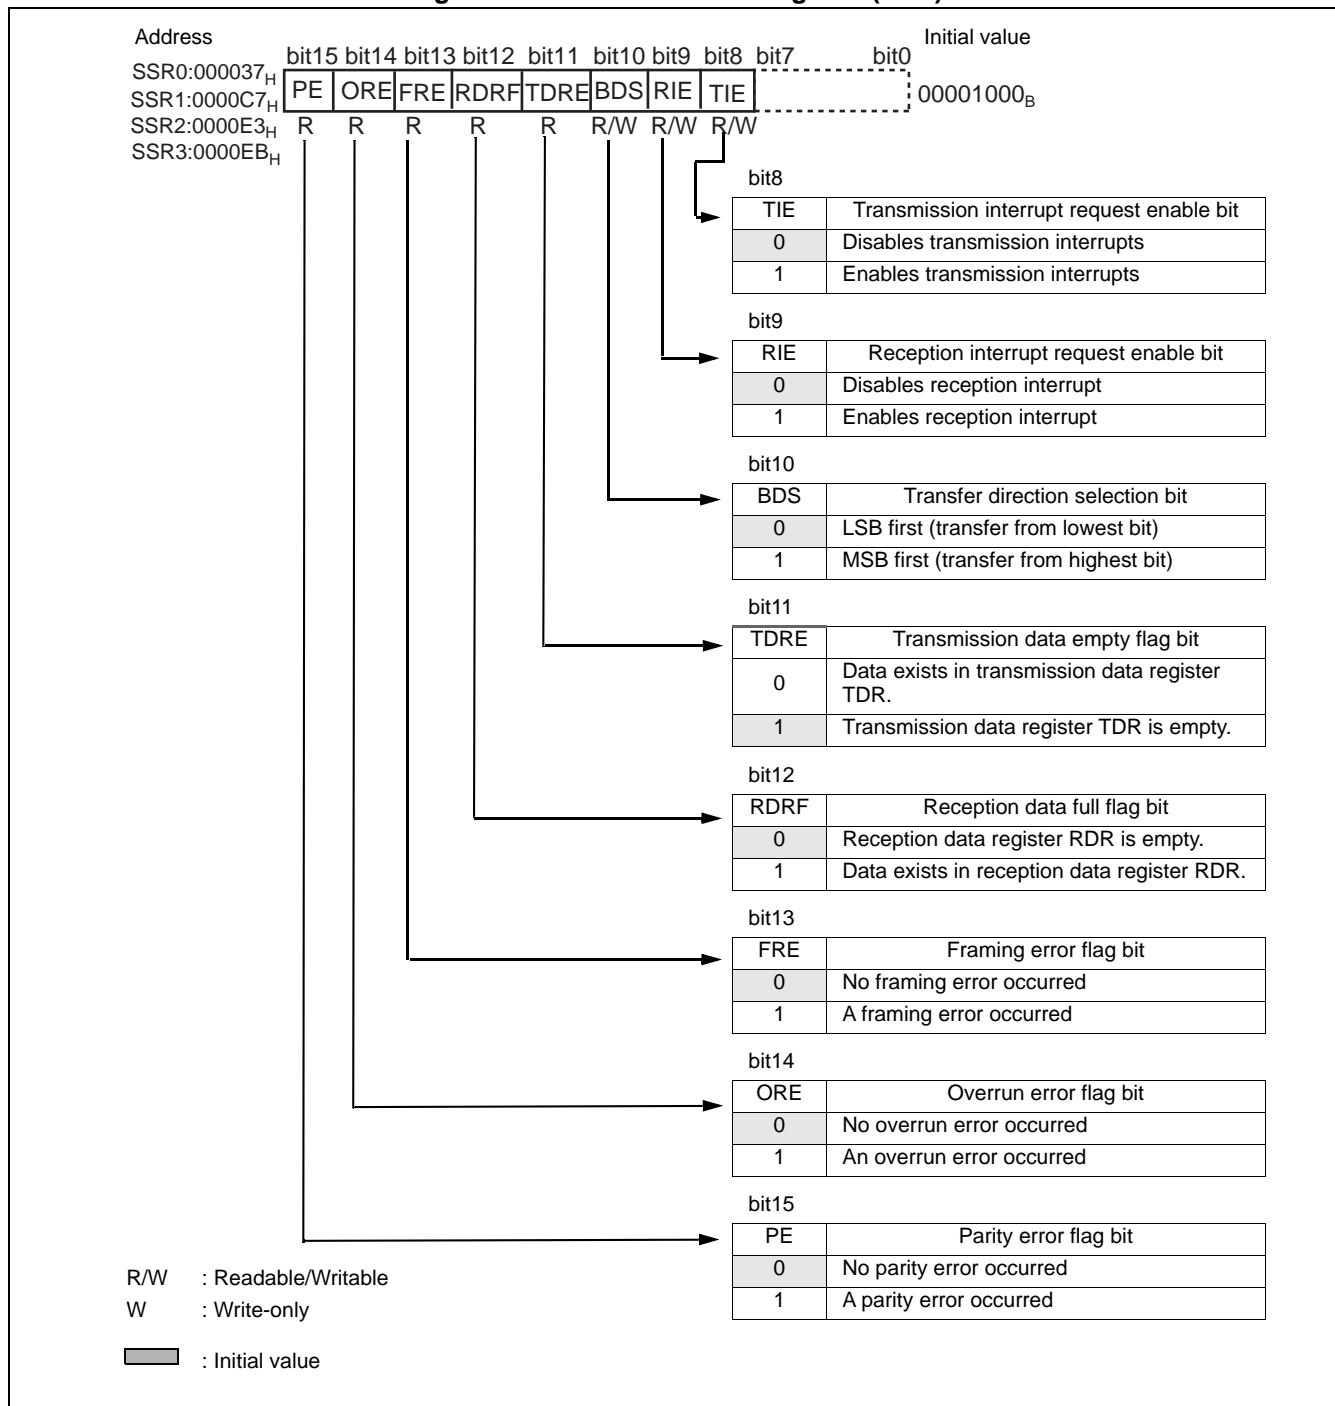 Address
Initial value
bit15 bit14 bit13 bit12 bit11 bit10 bit9 bit8 bit7 bit0
SSR0:000037H
SSR1:0000C7H
SSR2:0000E3H
SSR3:0000EBH
PE ORE FRE RDRF TDRE BDS RIE TIE
00001000B
R R R R R R/W R/W R/W
bit8
TIE Transmission interrupt request enable bit
0 Disables transmission interrupts
1 Enables transmission interrupts
bit9
RIE Reception interrupt request enable bit
0 Disables reception interrupt
1 Enables reception interrupt
bit10
BDS Transfer direction selection bit
0 LSB first (transfer from lowest bit)
1 MSB first (transfer from highest bit)
bit11
TDRE Transmission data empty flag bit
0 Data exists in transmission data register
TDR.
1 Transmission data register TDR is empty.
bit12
RDRF Reception data full flag bit
0 Reception data register RDR is empty.
1 Data exists in reception data register RDR.
bit13
FRE Framing error flag bit
0 No framing error occurred
1 A framing error occurred
bit14
ORE Overrun error flag bit
0 No overrun error occurred
1 An overrun error occurred
bit15
PE Parity error flag bit
0 No parity error occurred
1 A parity error occurred
R/W : Readable/Writable
W : Write-only
: Initial value